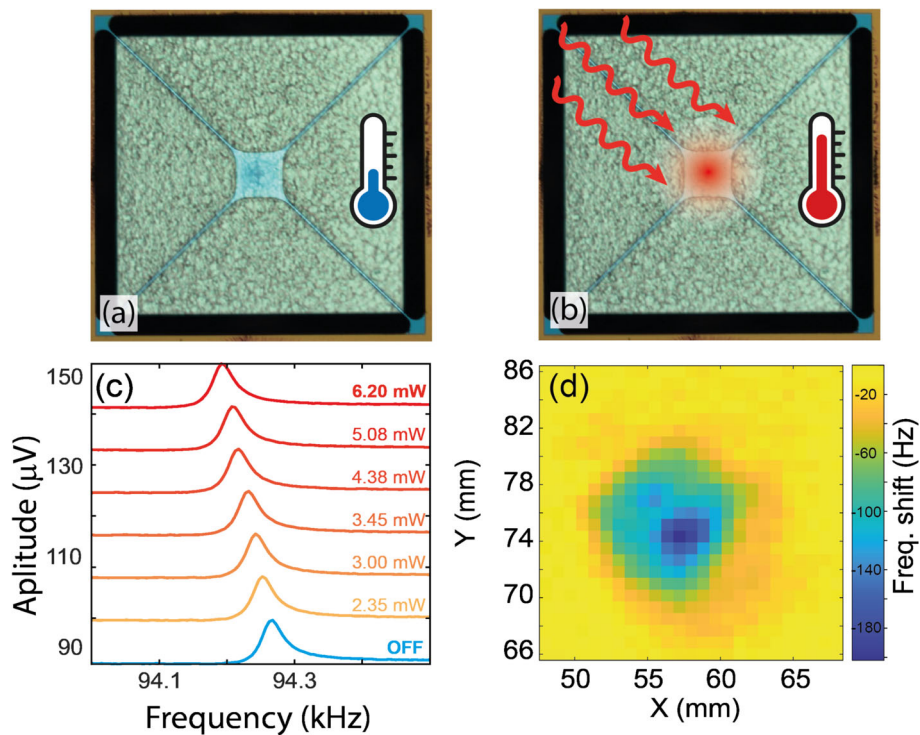 (a)
(b)
(c)
150
130
110
90
Aplitude (μV)
6.20 mW
5.08 mW
4.38 mW
3.45 mW
3.00 mW
2.35 mW
OFF
94.1 94.3
Frequency (kHz)
(d)
86
82
78
74
70
66
Y (mm)
50 55 60 65
X (mm)
-20
-60
-100
-140
-180
Freq. shift (Hz)